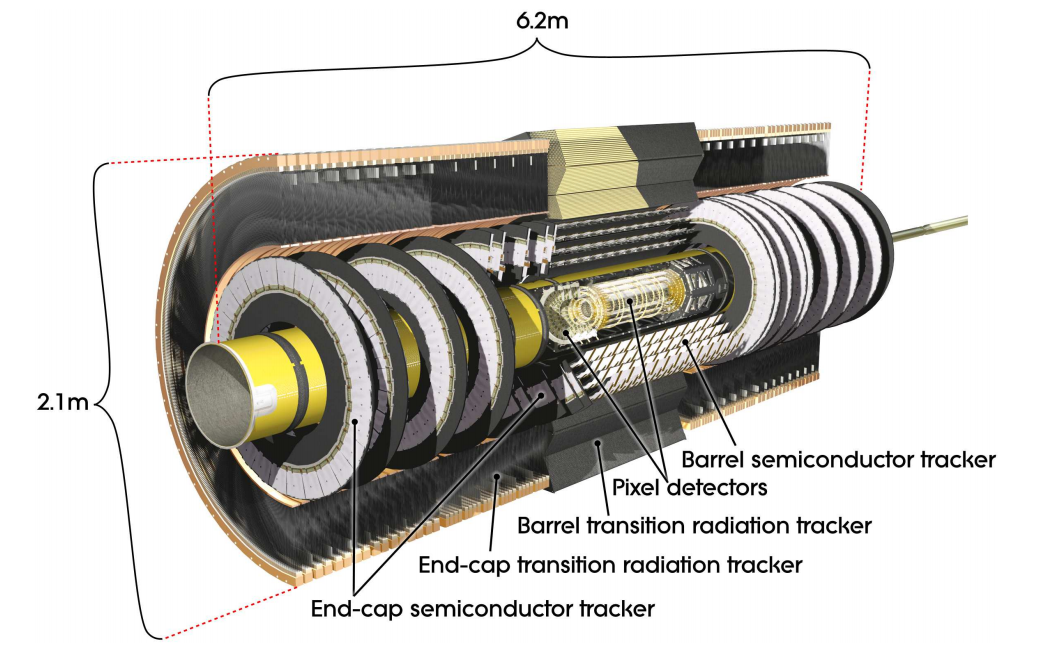 6.2m
2.1m
Barrel semiconductor tracker
Pixel detectors
Barrel transition radiation tracker
End-cap transition radiation tracker
End-cap semiconductor tracker